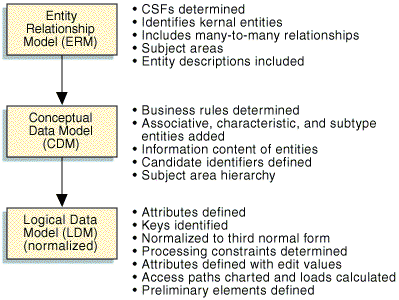 Entity
Relationship
Model (ERM)
• CSFs determined
• Identifies kernal entities
• Includes many-to-many relationships
• Subject areas
• Entity descriptions included
Conceptual
Data Model
(CDM)
• Business rules determined
• Associative, characteristic, and subtype
entities added
• Information content of entities
• Candidate identifiers defined
• Subject area hierarchy
Logical Data
Model (LDM)
(normalized)
• Attributes defined
• Keys identified
• Normalized to third normal form
• Processing constraints determined
• Attributes defined with edit values
• Access paths charted and loads calculated
• Preliminary elements defined